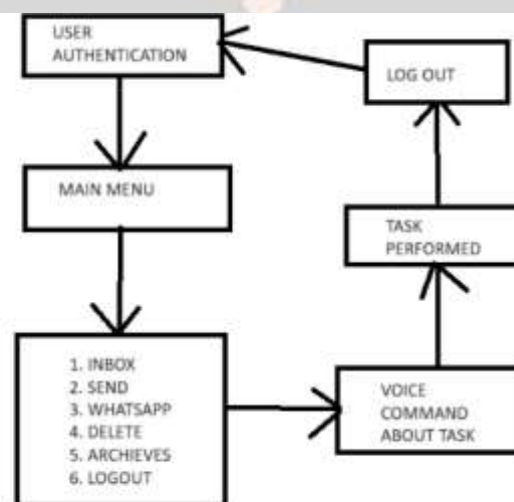 USER
AUTHENTICATION
MAIN MENU
1. INBOX
2. SEND
3. WHATSAPP
4. DELETE
5. ARCHIEVES
6. LOGOUT
VOICE
COMMAND
ABOUT TASK
TASK
PERFORMED
LOG OUT